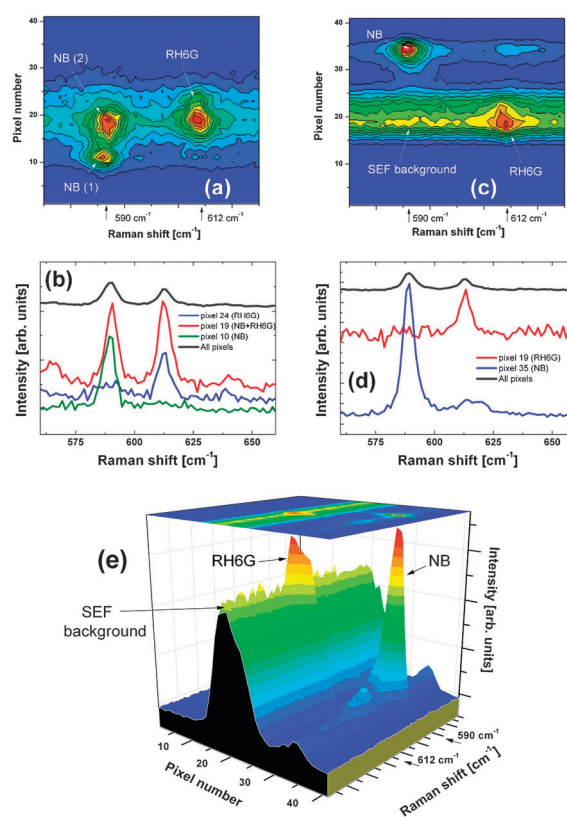 40
30
20
10
Pixel number
NB (2)
RH6G
NB (1)
(a)
590 cm⁻¹
612 cm⁻¹
Raman shift [cm⁻¹]
40
30
20
10
Pixel number
NB
SEF background
RH6G
(c)
590 cm⁻¹
612 cm⁻¹
Raman shift [cm⁻¹]
(b)
pixel 24 (RH6G)
pixel 19 (NB+RH6G)
pixel 10 (NB)
All pixels
Intensity [arb. units]
575 600 625 650
Raman shift [cm⁻¹]
(d)
pixel 19 (RH6G)
pixel 35 (NB)
All pixels
Intensity [arb. units]
575 600 625 650
Raman shift [cm⁻¹]
(e)
RH6G
NB
SEF
background
Intensity [arb. units]
10 20 30 40
Pixel number
590 cm⁻¹
612 cm⁻¹
Raman shift [cm⁻¹]